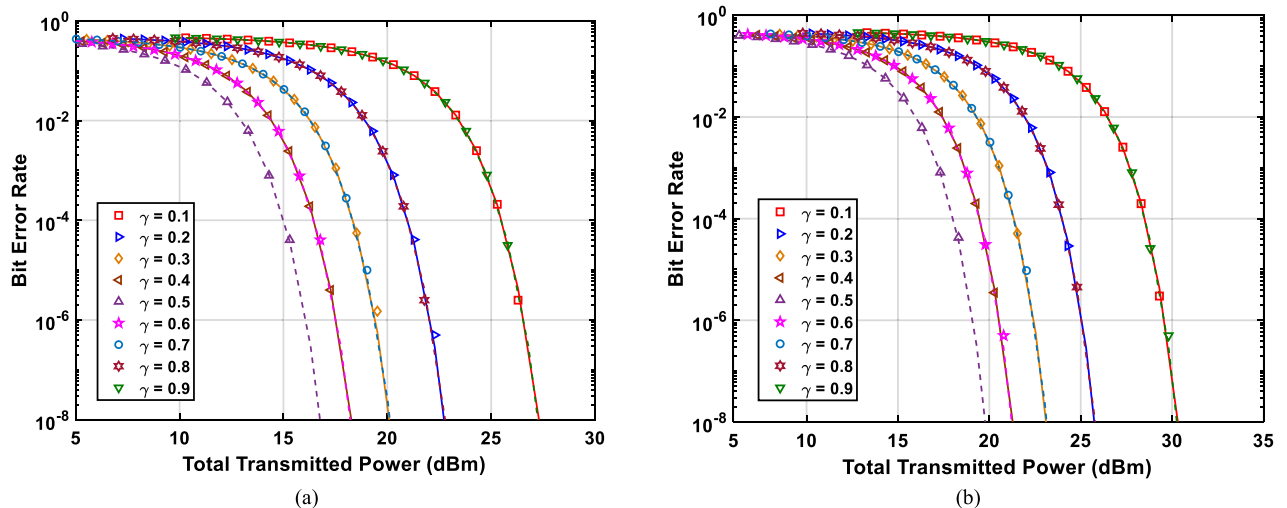 10^0
10^-2
10^-4
10^-6
10^-8
Bit Error Rate
γ = 0.1
γ = 0.2
γ = 0.3
γ = 0.4
γ = 0.5
γ = 0.6
γ = 0.7
γ = 0.8
γ = 0.9
5 10 15 20 25 30
Total Transmitted Power (dBm)
(a)
10^0
10^-2
10^-4
10^-6
10^-8
Bit Error Rate
γ = 0.1
γ = 0.2
γ = 0.3
γ = 0.4
γ = 0.5
γ = 0.6
γ = 0.7
γ = 0.8
γ = 0.9
5 10 15 20 25 30 35
Total Transmitted Power (dBm)
(b)